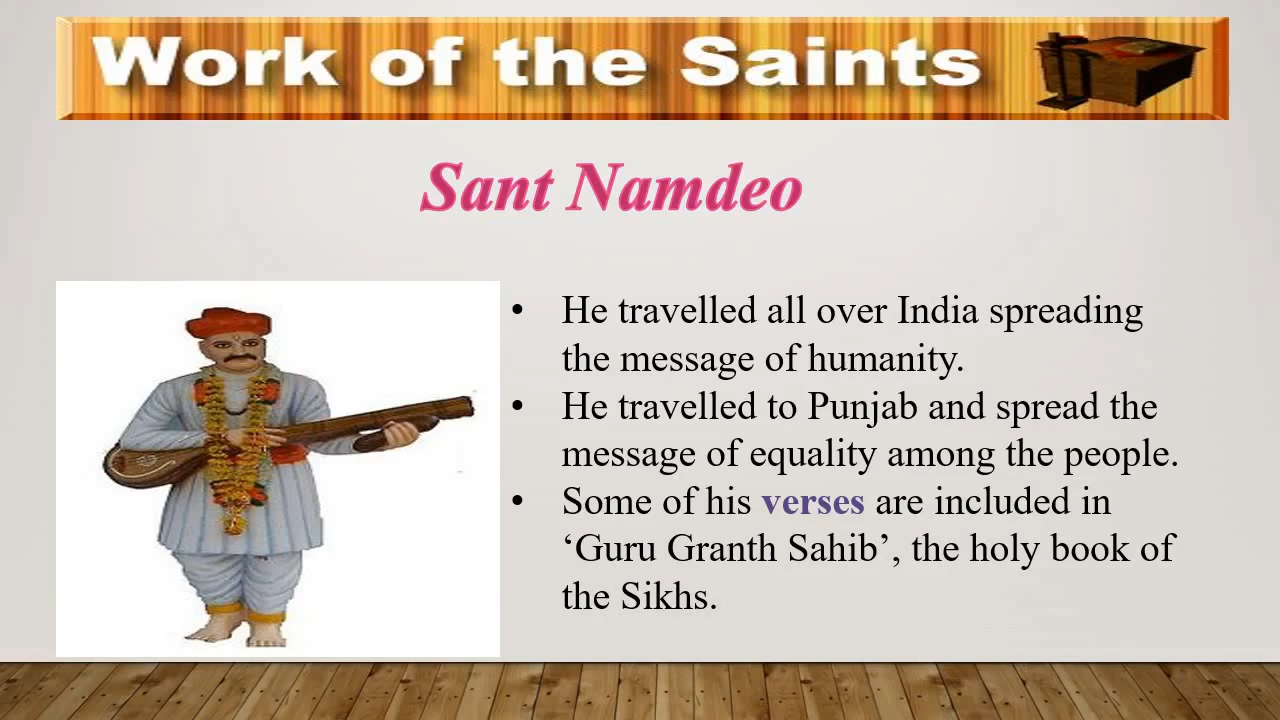 Work of the Saints
Sant Namdeo
• He travelled all over India spreading
the message of humanity.
• He travelled to Punjab and spread the
message of equality among the people.
• Some of his verses are included in
‘Guru Granth Sahib’, the holy book of
the Sikhs.